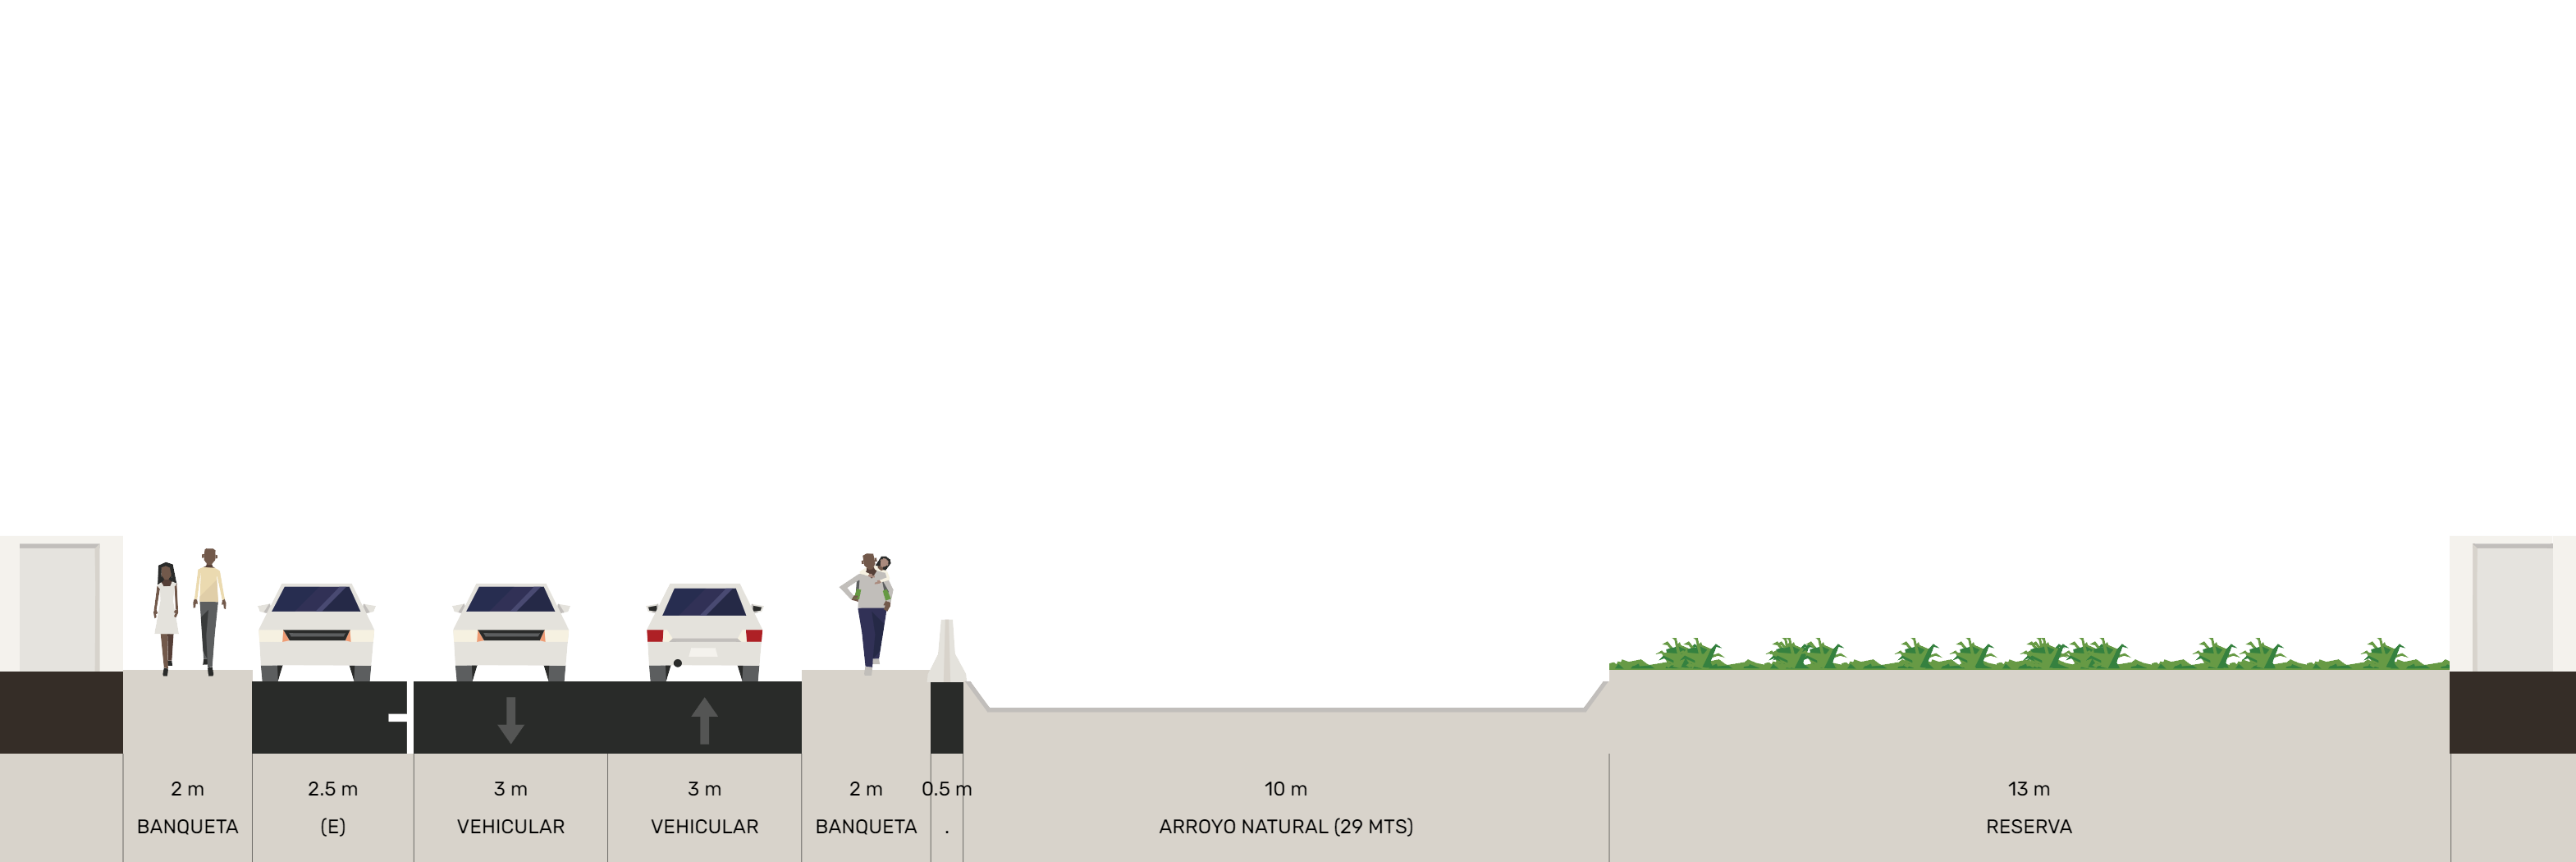 2 m
BANQUETA
2.5 m
(E)
3 m
VEHICULAR
3 m
VEHICULAR
2 m
BANQUETA
0.5 m
.
10 m
ARROYO NATURAL (29 MTS)
13 m
RESERVA